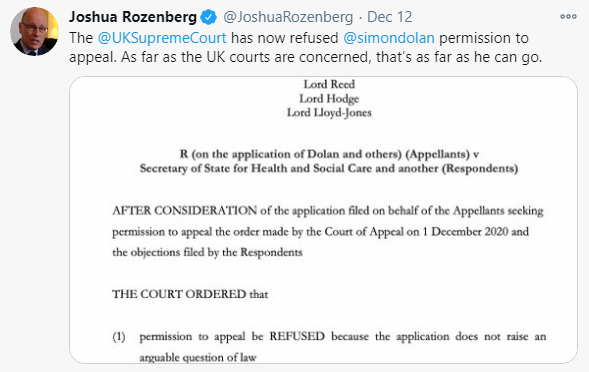 Joshua Rozenberg @JoshuaRozenberg · Dec 12
The @UKSupremeCourt has now refused @simondolan permission to
appeal. As far as the UK courts are concerned, that's as far as he can go.
Lord Reed
Lord Hodge
Lord Lloyd-Jones
R (on the application of Dolan and others) (Appellants) v
Secretary of State for Health and Social Care and another (Respondents)
AFTER CONSIDERATION of the application filed on behalf of the Appellants seeking
permission to appeal the order made by the Court of Appeal on 1 December 2020 and
the objections filed by the Respondents
THE COURT ORDERED that
(1) permission to appeal be REFUSED because the application does not raise an
arguable question of law